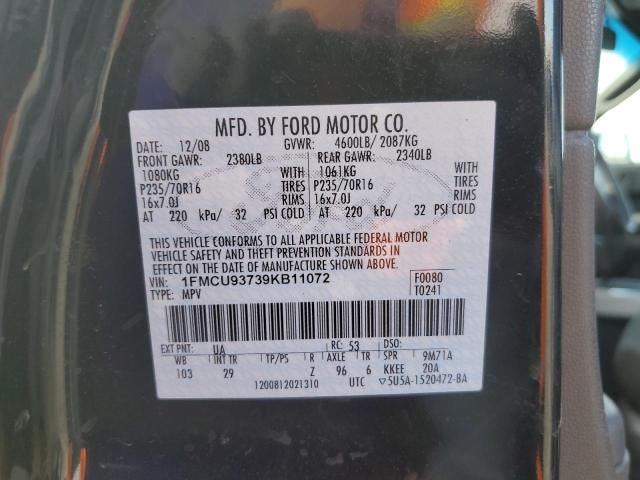 MFD. BY FORD MOTOR CO.
DATE: 12/08 GVWR: 4600LB/ 2087KG
FRONT GAWR: 2380LB REAR GAWR: 2340LB
1080KG WITH 1061KG WITH
P235/70R16 TIRES P235/70R16 TIRES
16x7.0J RIMS 16x7.0J RIMS
AT 220 kPa/ 32 PSI COLD AT 220 kPa/ 32 PSI COLD
THIS VEHICLE CONFORMS TO ALL APPLICABLE FEDERAL MOTOR
VEHICLE SAFETY AND THEFT PREVENTION STANDARDS IN
EFFECT ON THE DATE OF MANUFACTURE SHOWN ABOVE.
VIN: 1FMCU93739KB11072 F0080
TYPE: MPV T0241
EXT PNT: UA RC: 53 DSO:
WB INT TR TP/PS R AXLE TR SPR 9M71A
103 29 Z 96 6 KKEE 20A
1200812021310 UTC ▽5U5A-1520472-BA